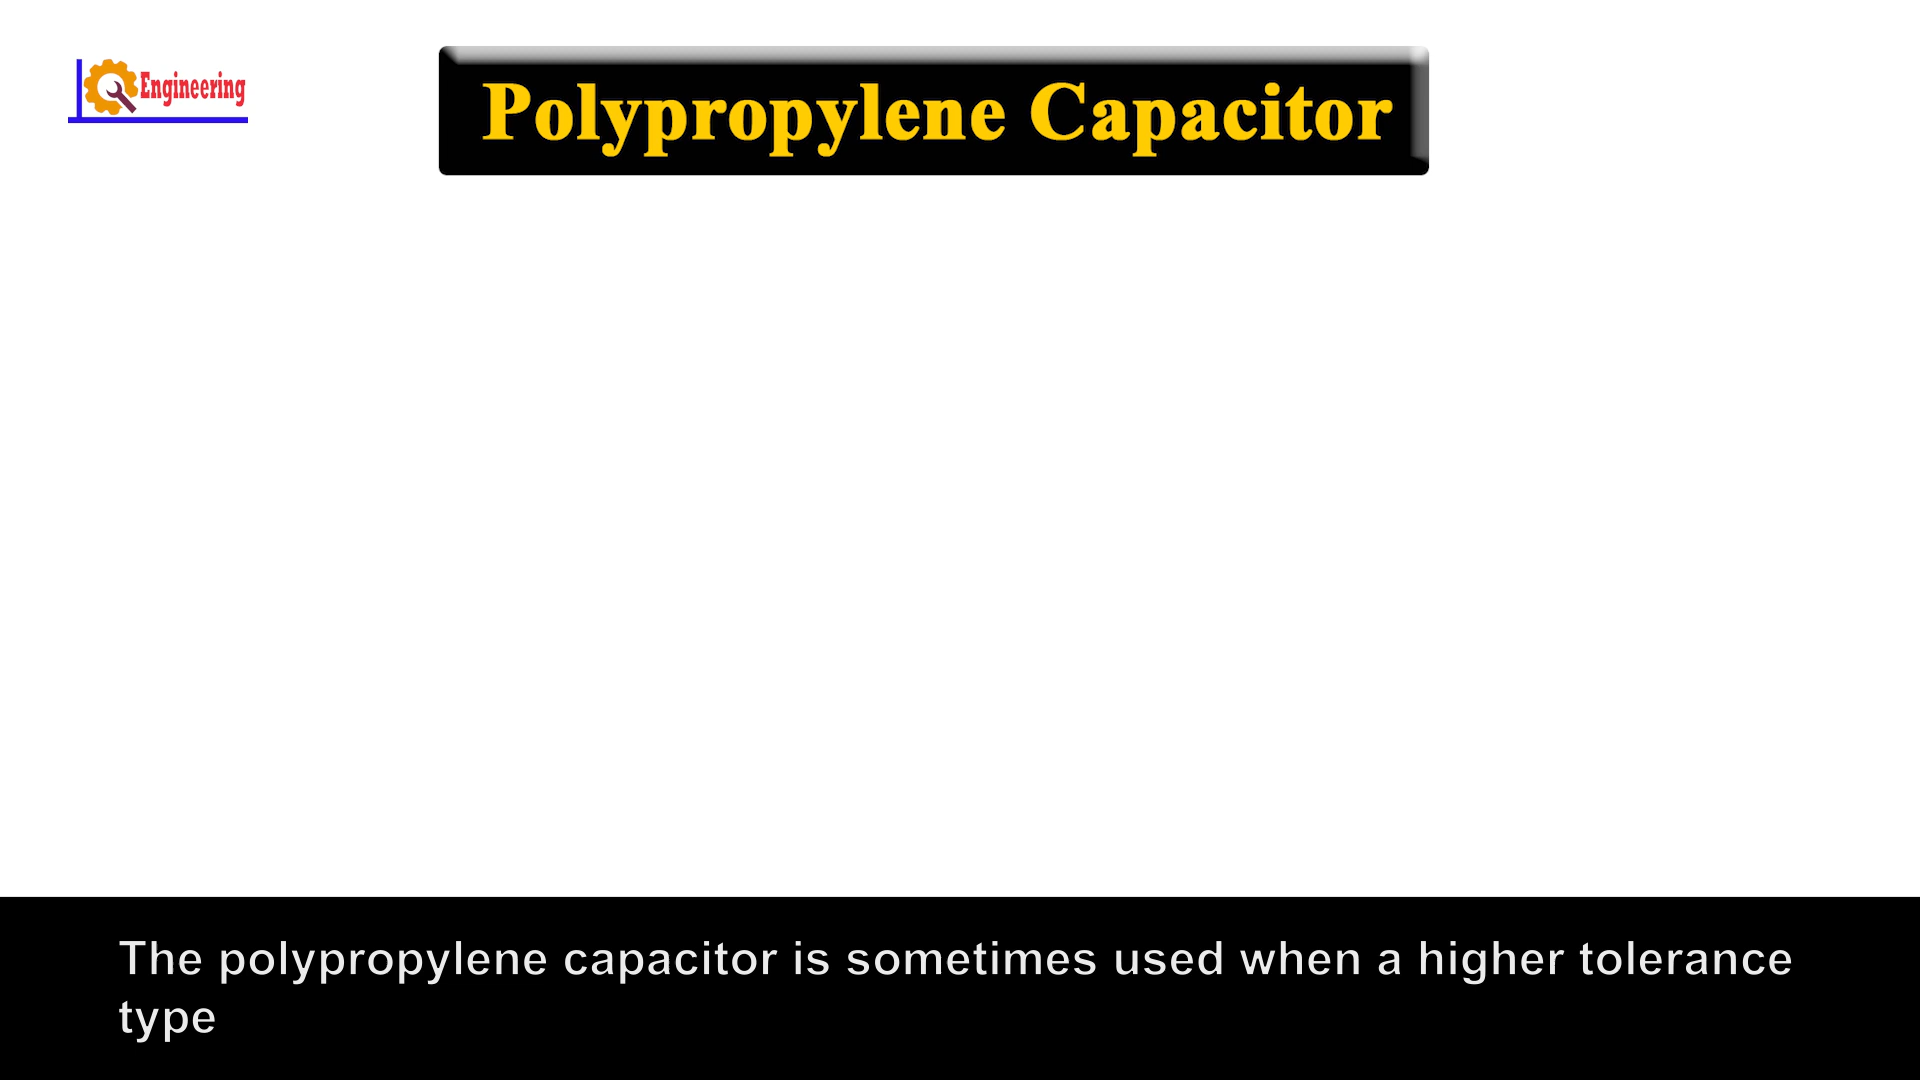 Engineering
Polypropylene Capacitor
The polypropylene capacitor is sometimes used when a higher tolerance
type